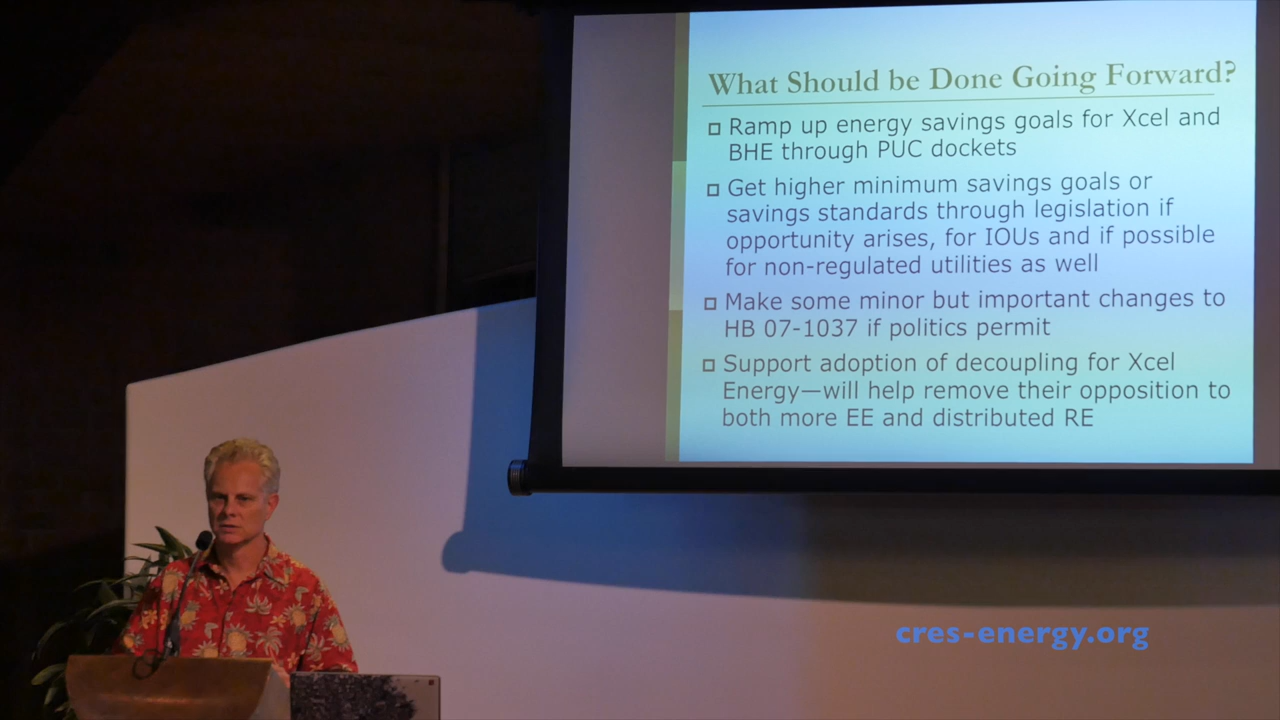 What Should be Done Going Forward?
Ramp up energy savings goals for Xcel and
BHE through PUC dockets
Get higher minimum savings goals or
savings standards through legislation if
opportunity arises, for IOUs and if possible
for non-regulated utilities as well
Make some minor but important changes to
HB 07-1037 if politics permit
Support adoption of decoupling for Xcel
Energy—will help remove their opposition to
both more EE and distributed RE
cres-energy.org